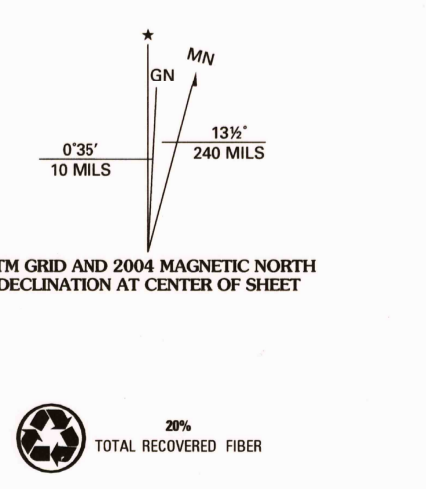 ★
MN
GN
0°35′
10 MILS
13½°
240 MILS
TM GRID AND 2004 MAGNETIC NORTH
DECLINATION AT CENTER OF SHEET
20%
TOTAL RECOVERED FIBER